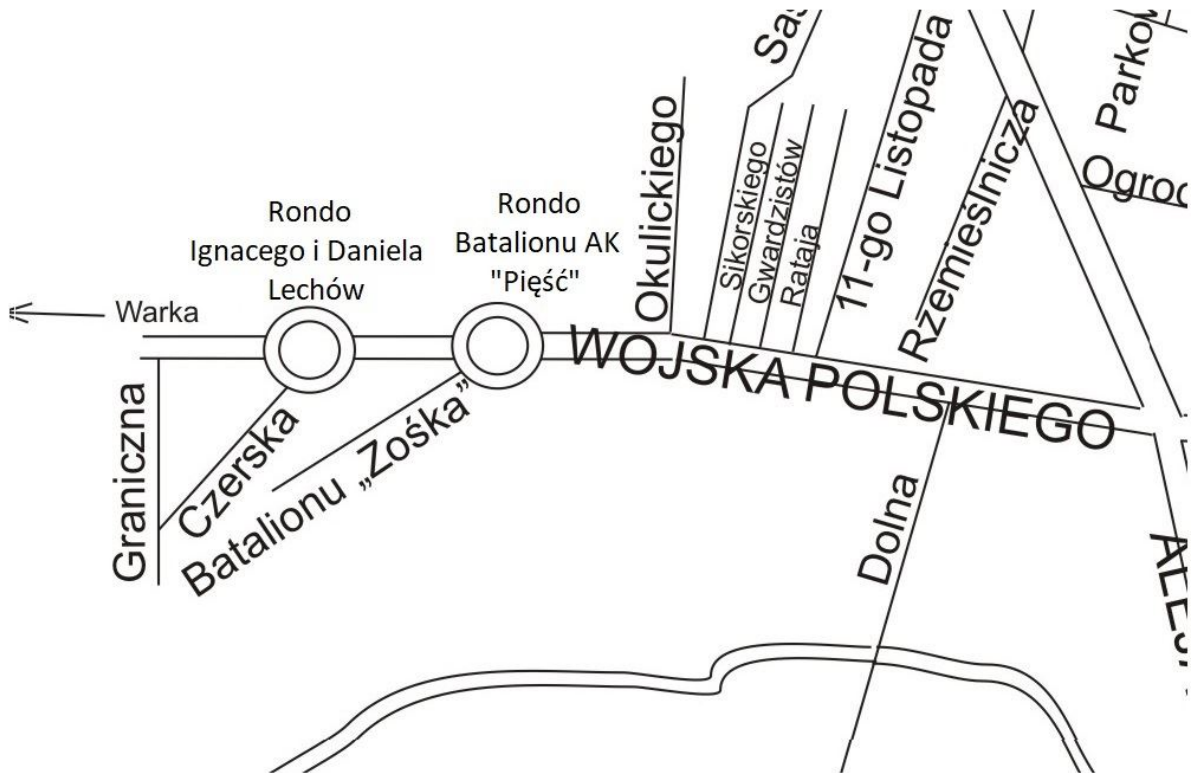 Rondo
Ignacego i Daniela
Lechów
Rondo
Batalionu AK
"Pięść"
Warka
Graniczna
Czerska
Batalionu „Zośka”
Okulickiego
Sikorskiego
Gwardzistów
Rataja
11-go Listopada
Rzemieślnicza
WOJSKA POLSKIEGO
Dolna